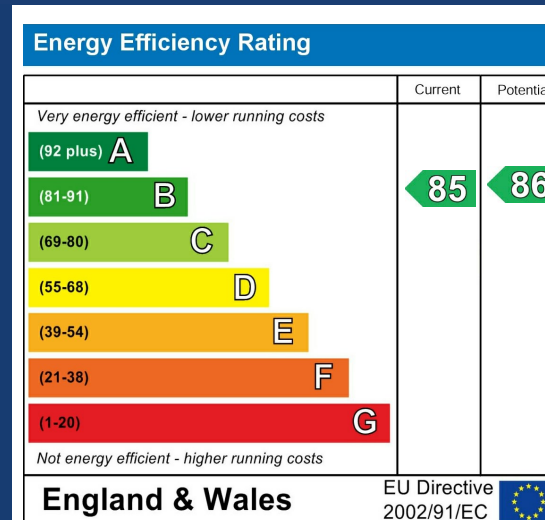 Energy Efficiency Rating
Current Potentia
Very energy efficient - lower running costs
(92 plus) A
(81-91) B
85 86
(69-80) C
(55-68) D
(39-54) E
(21-38) F
(1-20) G
Not energy efficient - higher running costs
England & Wales
EU Directive
2002/91/EC